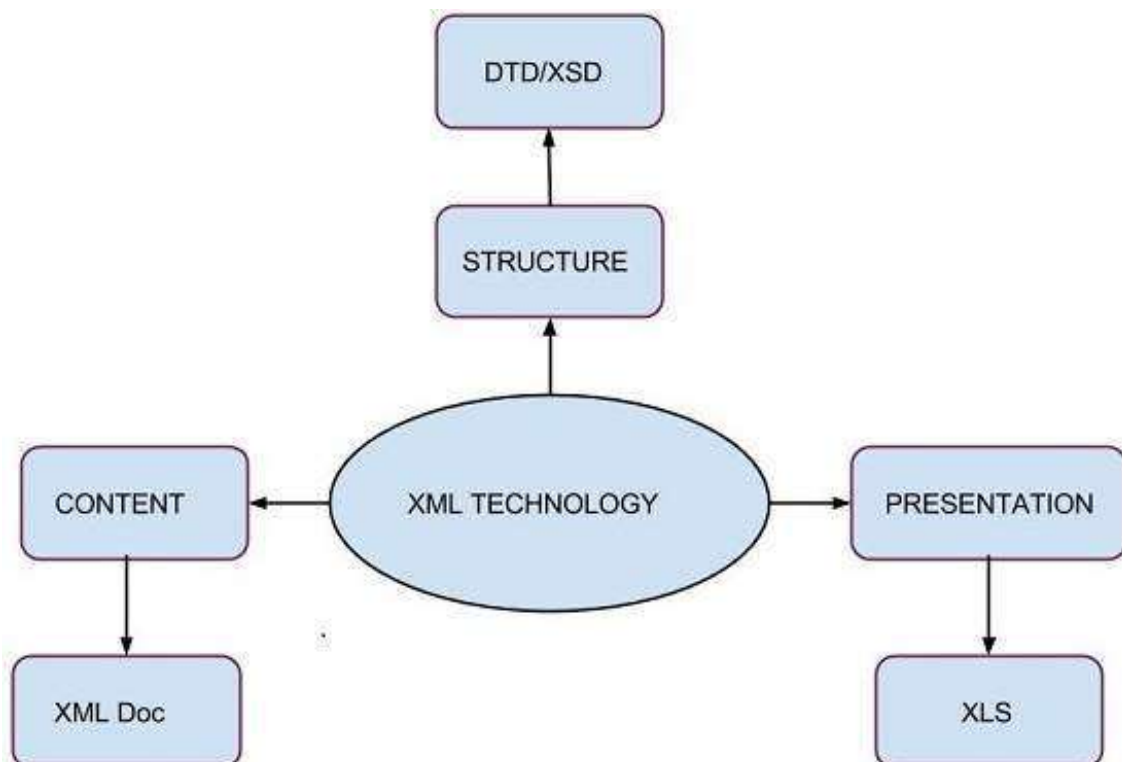 DTD/XSD
STRUCTURE
CONTENT
XML TECHNOLOGY
PRESENTATION
XML Doc
XLS